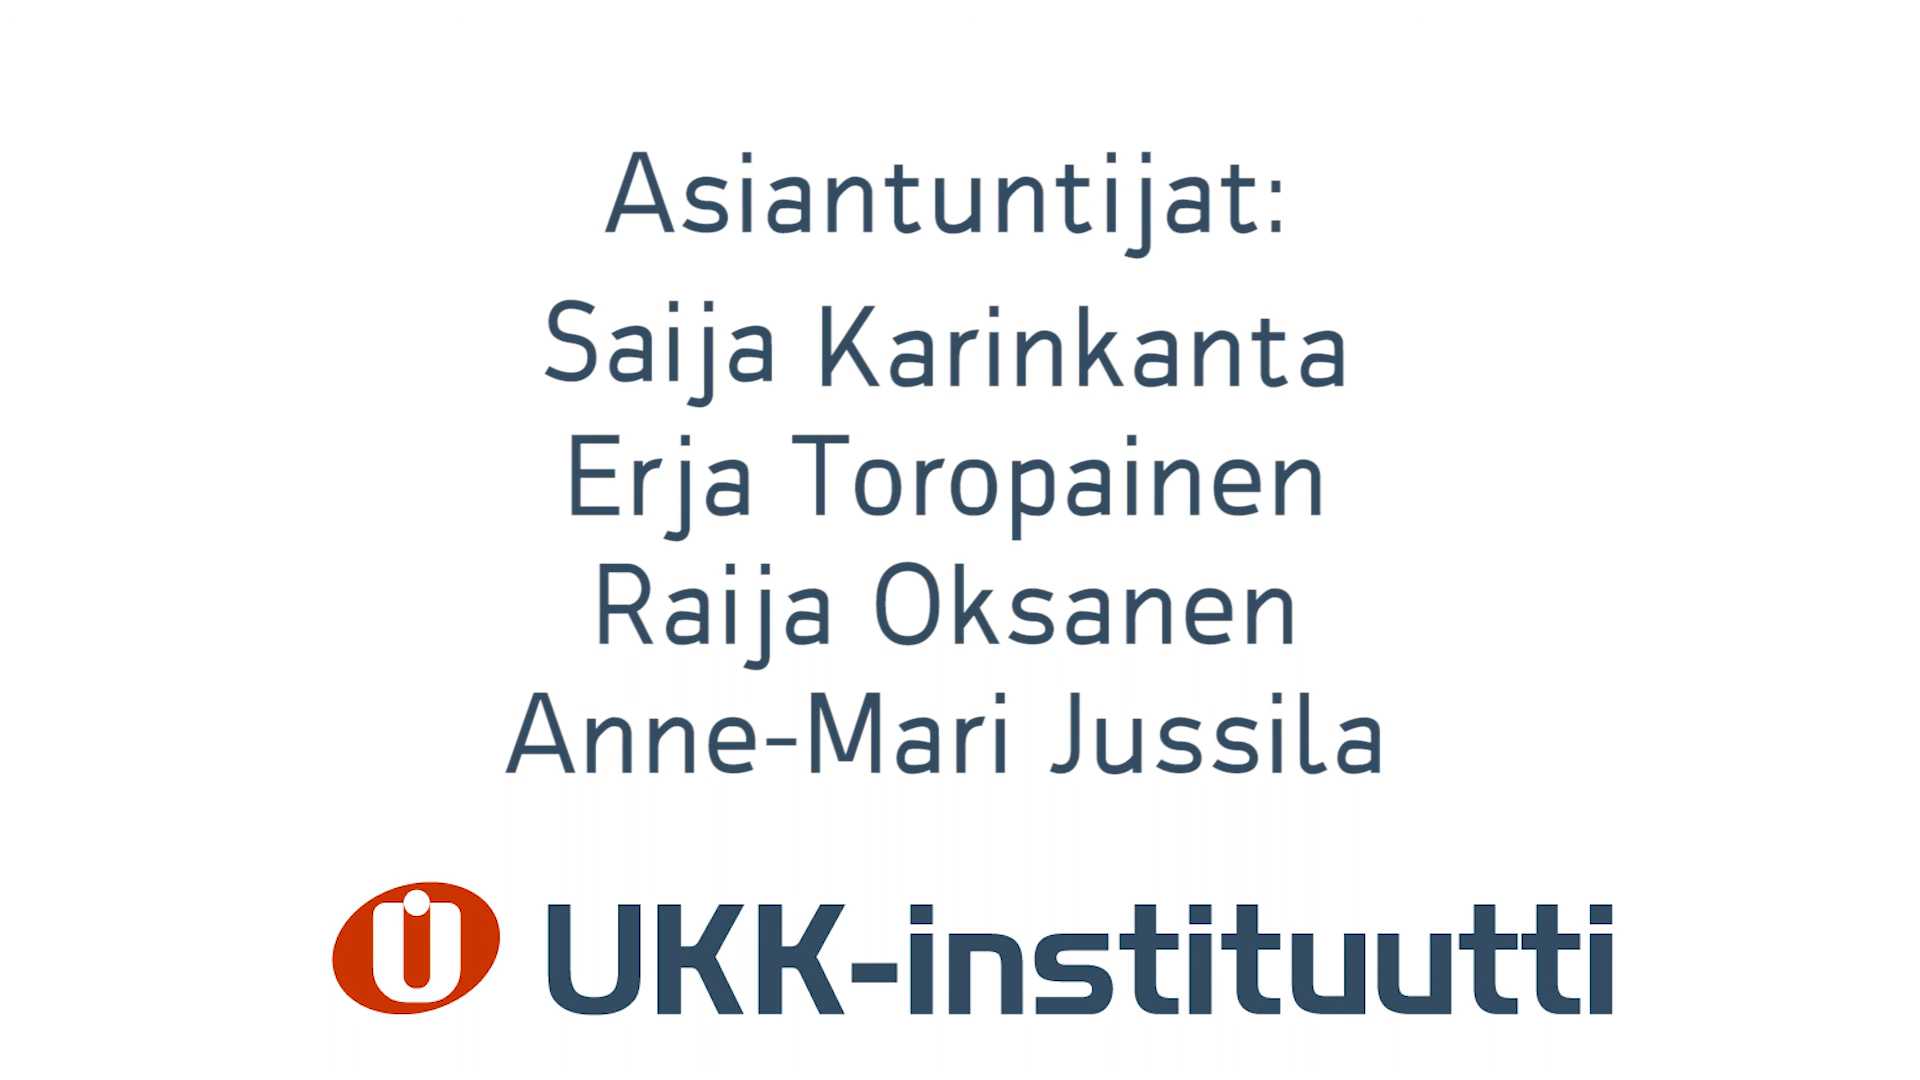 Asiantuntijat:
Saija Karinkanta
Erja Toropainen
Raija Oksanen
Anne-Mari Jussila
UKK-instituutti